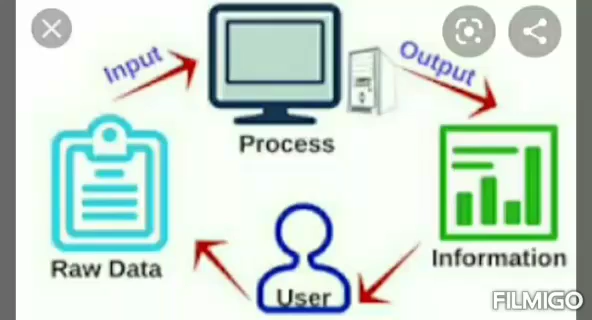 Input
Output
Process
Raw Data
Information
User
FILMIGO